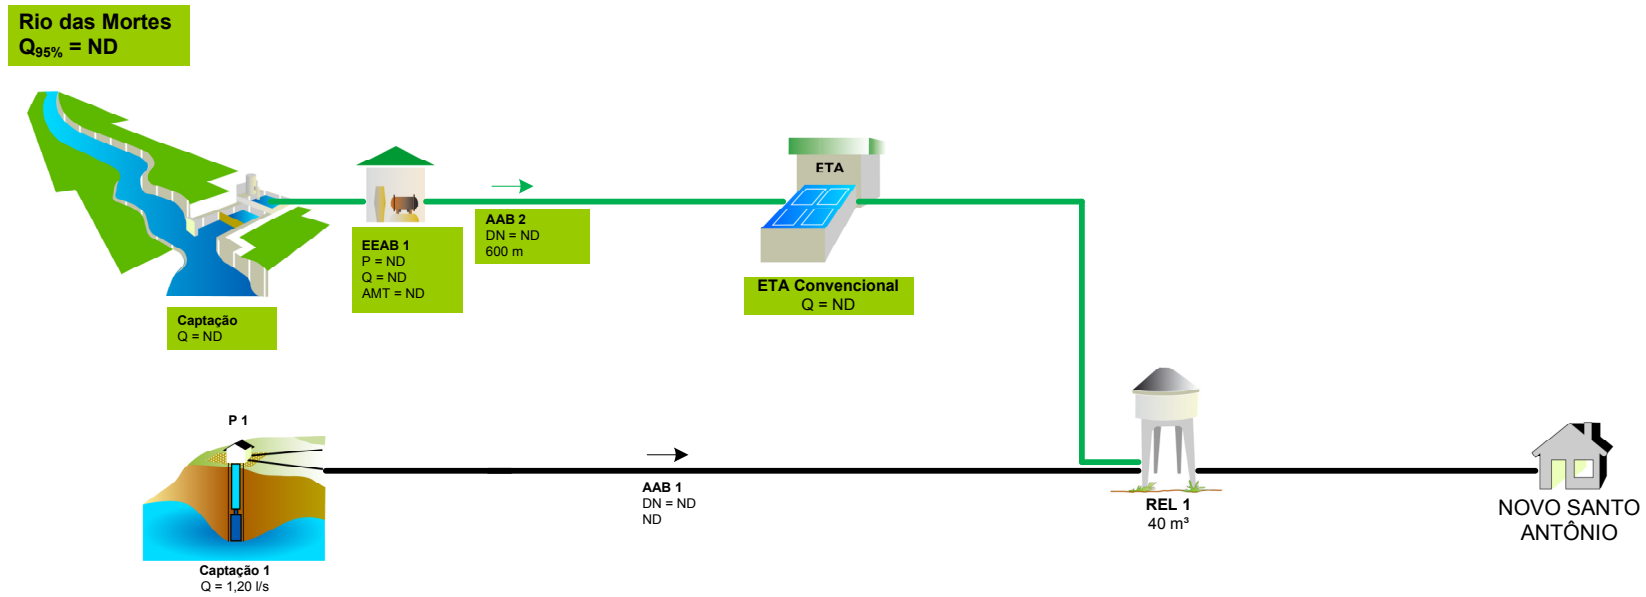 Rio das Mortes
Q95% = ND
ETA
EEAB 1
P = ND
Q = ND
AMT = ND
AAB 2
DN = ND
600 m
ETA Convencional
Q = ND
Captação
Q = ND
P 1
AAB 1
DN = ND
ND
REL 1
40 m³
NOVO SANTO
ANTÔNIO
Captação 1
Q = 1,20 l/s